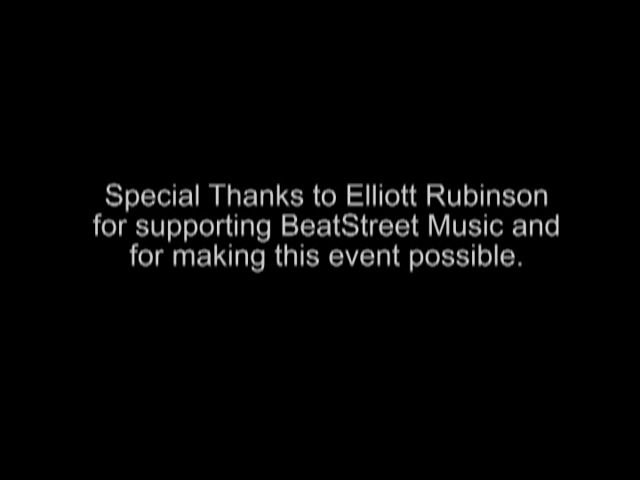 Special Thanks to Elliott Rubinson
for supporting BeatStreet Music and
for making this event possible.